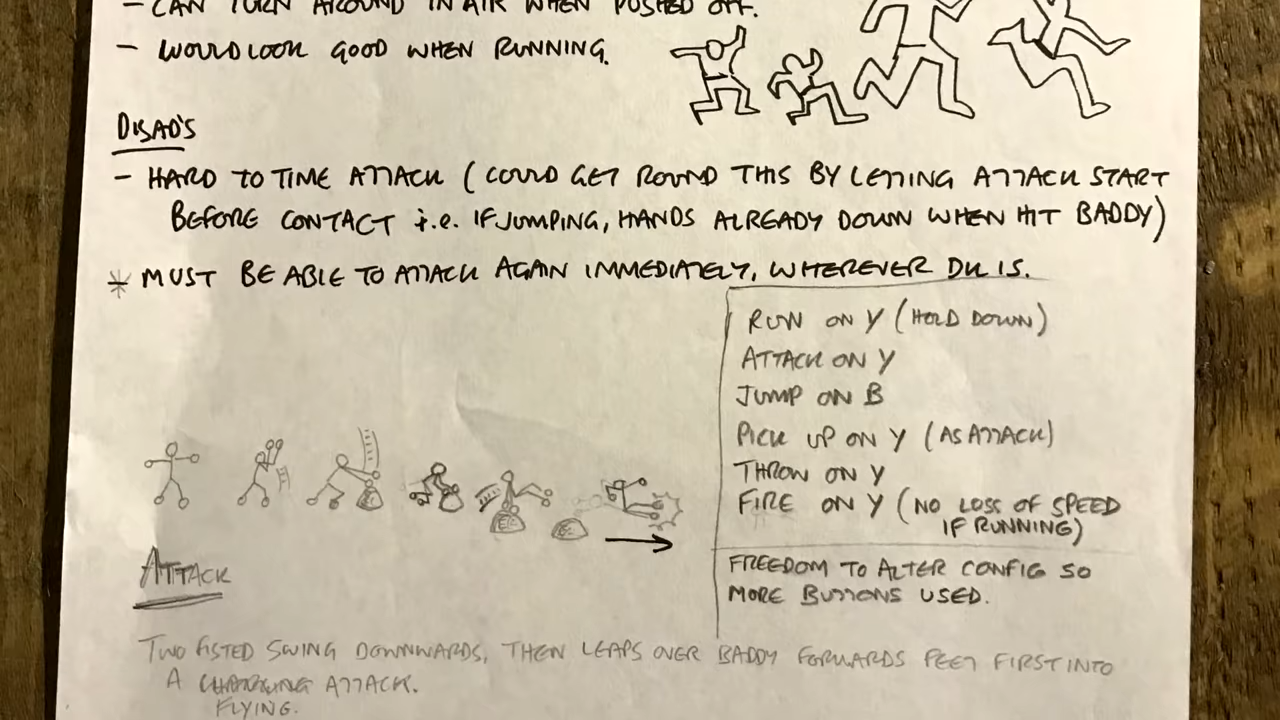 - CAN TURN AROUND IN AIR WHEN PUSHED OFF.
- WOULD LOOK GOOD WHEN RUNNING.
DISAD'S
- HARD TO TIME ATTACK (COULD GET ROUND THIS BY LETTING ATTACK START
BEFORE CONTACT i.e. IF JUMPING, HANDS ALREADY DOWN WHEN HIT BADDY)
* MUST BE ABLE TO ATTACK AGAIN IMMEDIATELY, WHEREVER DK IS.
RUN ON Y (HOLD DOWN)
ATTACK ON Y
JUMP ON B
PICK UP ON Y (AS ATTACK)
THROW ON Y
FIRE ON Y (NO LOSS OF SPEED
IF RUNNING)
FREEDOM TO ALTER CONFIG SO
MORE BUTTONS USED.
ATTACK
TWO FISTED SWING DOWNWARDS, THEN LEAPS OVER BADDY FORWARDS FEET FIRST INTO
A ATTACK.
FLYING.